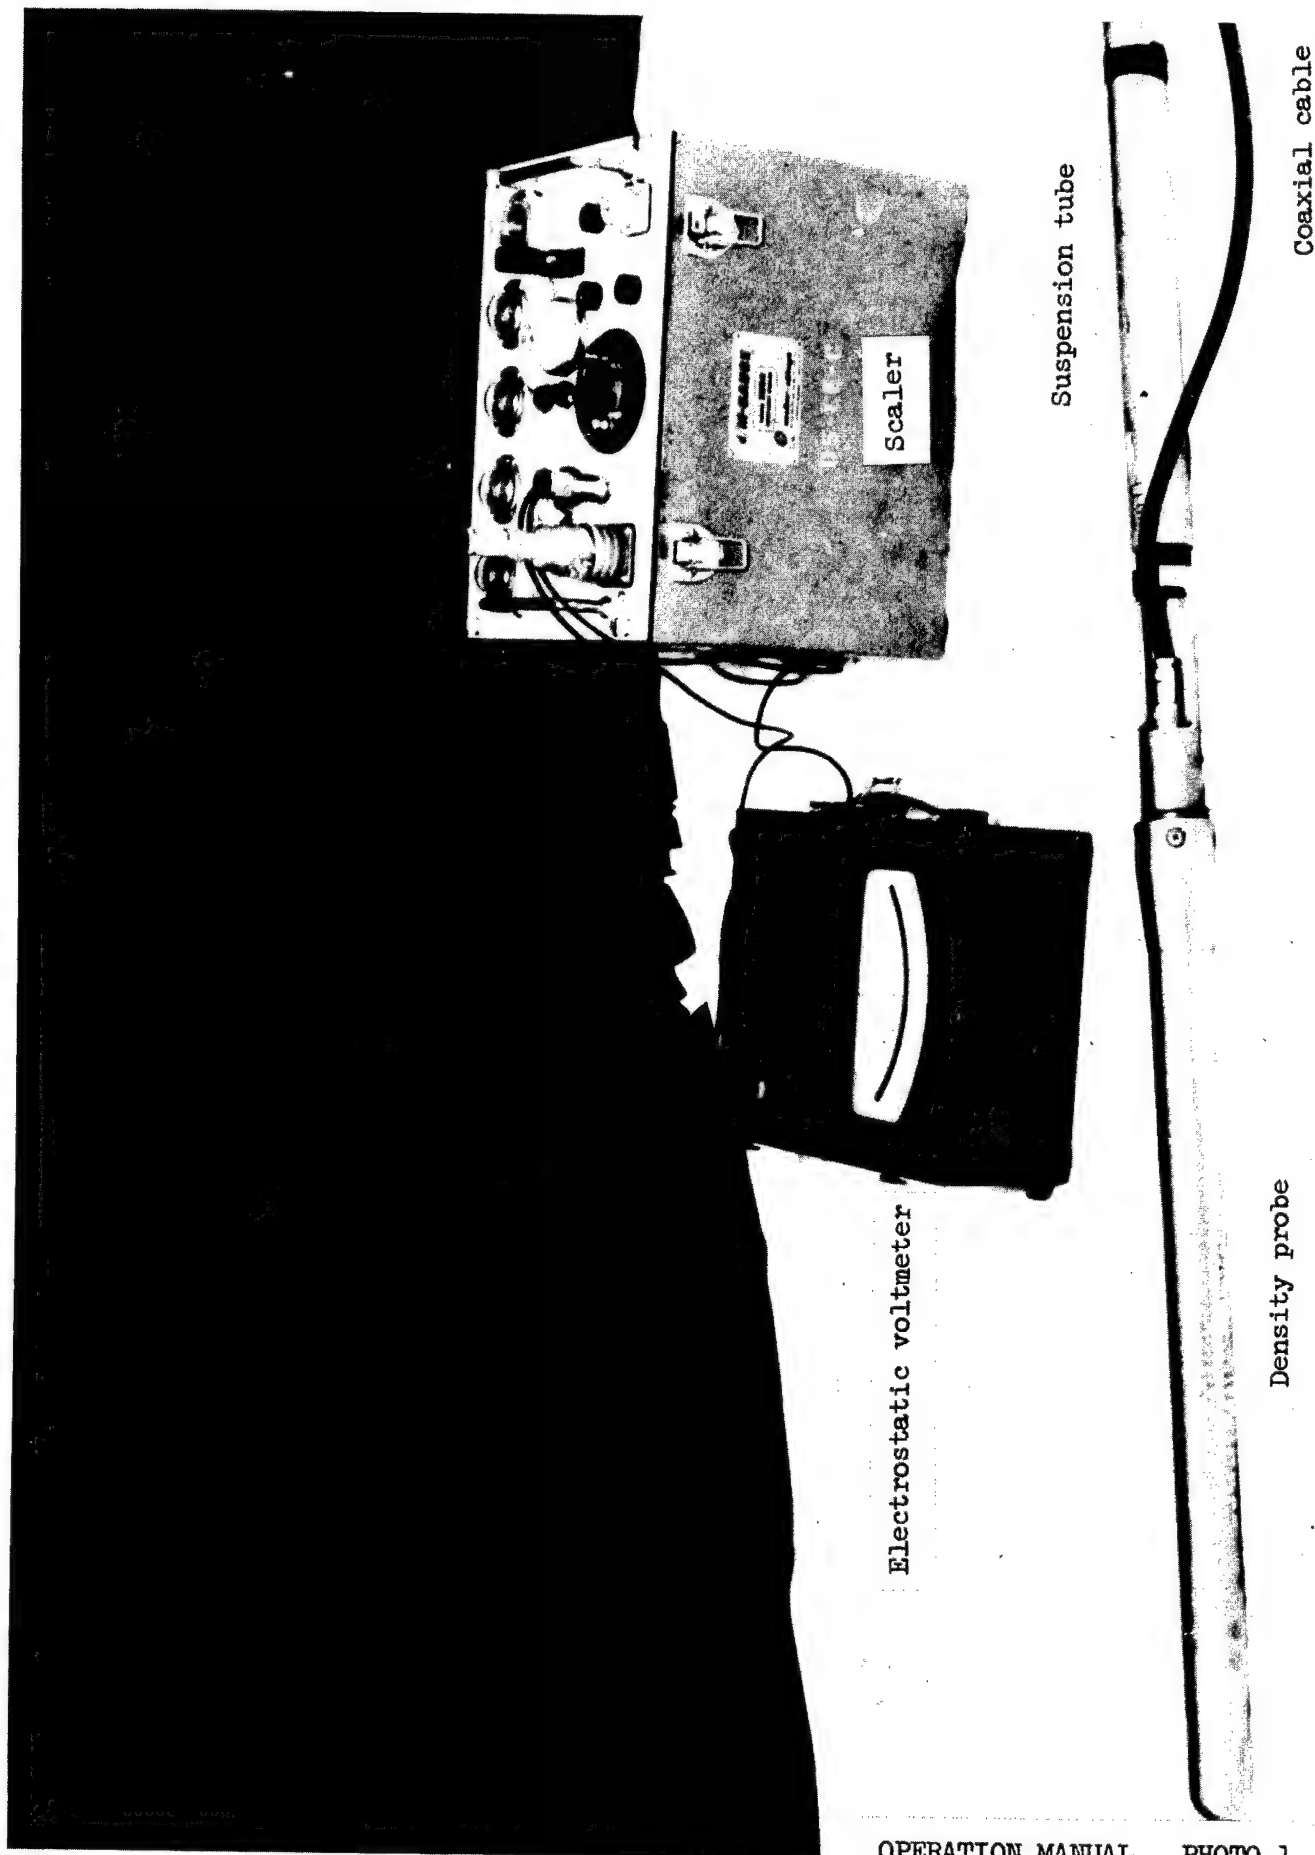 Scaler
Suspension tube
Coaxial cable
Electrostatic voltmeter
Density probe
OPERATION MANUAL PHOTO 1